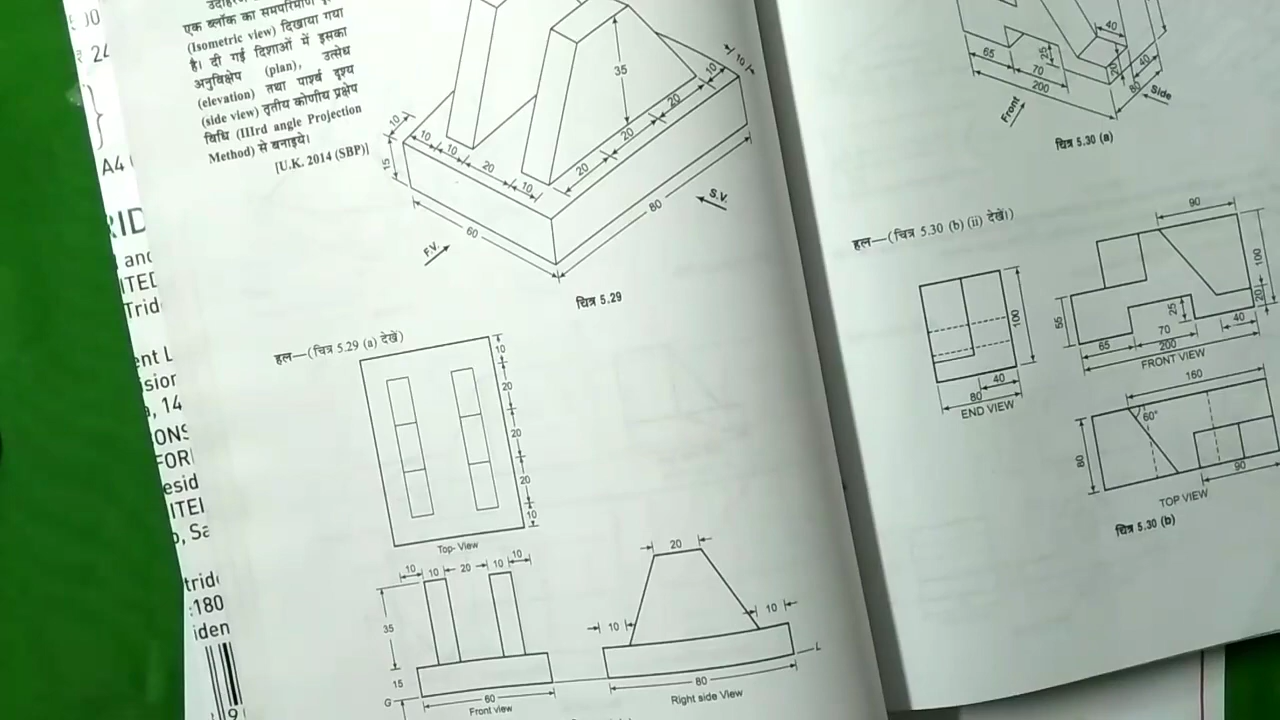 एक ब्लॉक का समपरिमाण
(Isometric view) दिखाया गया
है। दी गई दिशाओं में इसका
अनुविक्षेप (plan), उत्सेध
(elevation) तथा पार्श्व दृश्य
(side view) तृतीय कोणीय प्रक्षेप
विधि (IIIrd angle Projection
Method) से बनाइये।
[U.K. 2014 (SBP)]
35
10
10
20
20
20
10
10
10
20
10
15
60
80
F.V.
S.V.
चित्र 5.29
हल—(चित्र 5.29 (a) देखें)
10
20
20
20
10
Top- View
10 10 20 10 10
35
15
G
60
Front view
20
10
10
80
L
Right side View
40
65
25
70
200
20
40
80
Front
Side
चित्र 5.30 (a)
हल—(चित्र 5.30 (b) (ii) देखें।)
100
40
80
END VIEW
90
100
20
55
25
65
70
40
200
FRONT VIEW
160
60°
80
90
TOP VIEW
चित्र 5.30 (b)
A4
RID
and
ITED
Trid
ent L
, 14
ONS
FOR
esid
ITEI
tride
:180
iden
9